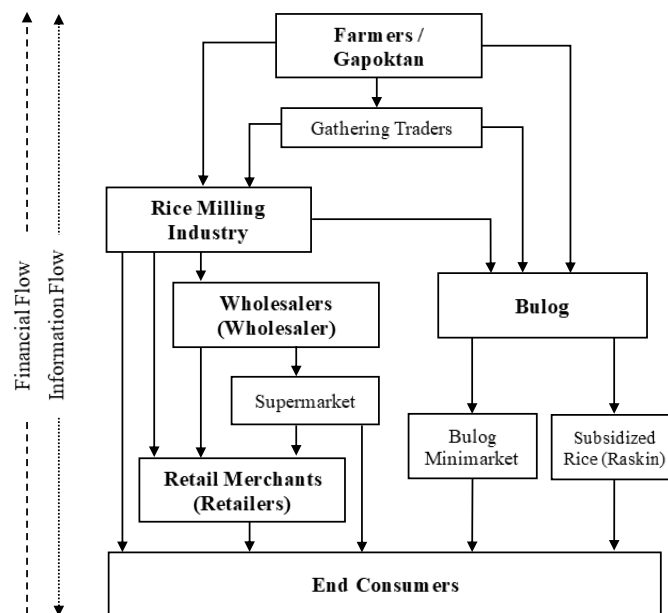 Farmers /
Gapoktan
Gathering Traders
Rice Milling
Industry
Wholesalers
(Wholesaler)
Bulog
Supermarket
Bulog
Minimarket
Subsidized
Rice (Raskin)
Retail Merchants
(Retailers)
End Consumers
Financial Flow
Information Flow